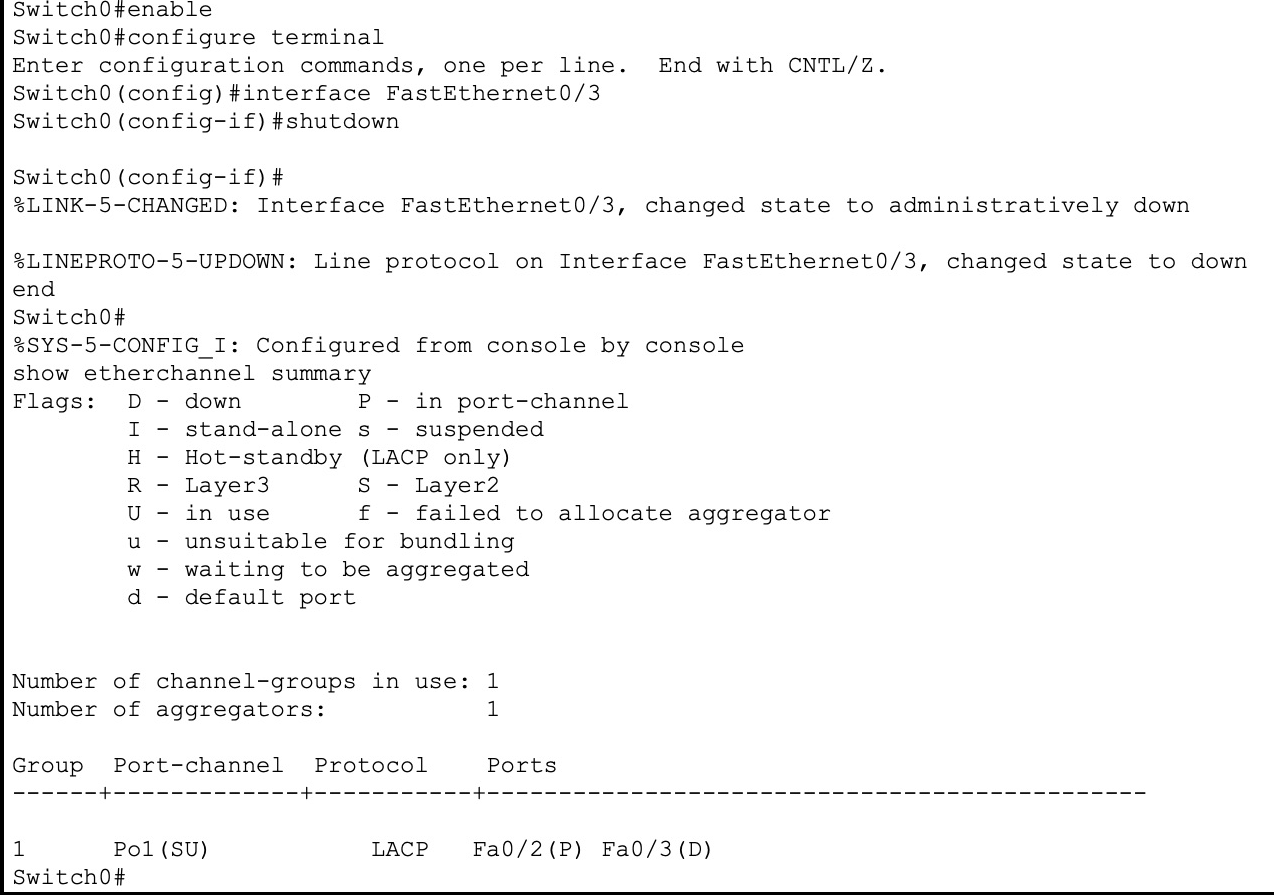 Switch0#enable
Switch0#configure terminal
Enter configuration commands, one per line.  End with CNTL/Z.
Switch0(config)#interface FastEthernet0/3
Switch0(config-if)#shutdown

Switch0(config-if)#
%LINK-5-CHANGED: Interface FastEthernet0/3, changed state to administratively down

%LINEPROTO-5-UPDOWN: Line protocol on Interface FastEthernet0/3, changed state to down
end
Switch0#
%SYS-5-CONFIG_I: Configured from console by console
show etherchannel summary
Flags:  D - down        P - in port-channel
        I - stand-alone s - suspended
        H - Hot-standby (LACP only)
        R - Layer3      S - Layer2
        U - in use      f - failed to allocate aggregator
        u - unsuitable for bundling
        w - waiting to be aggregated
        d - default port


Number of channel-groups in use: 1
Number of aggregators:           1

Group  Port-channel  Protocol    Ports
------+-------------+-----------+----------------------------------------------

1      Po1(SU)           LACP   Fa0/2(P) Fa0/3(D)
Switch0#